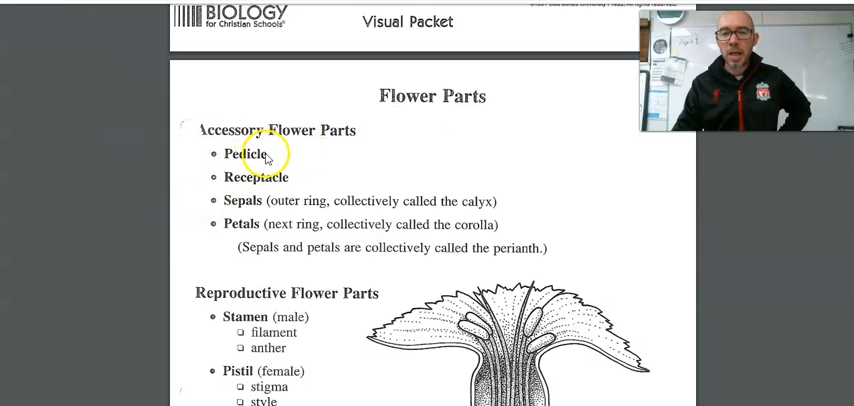 BIOLOGY
for Christian Schools®
Visual Packet
Flower Parts
Accessory Flower Parts
Pedicle
Receptacle
Sepals (outer ring, collectively called the calyx)
Petals (next ring, collectively called the corolla)
(Sepals and petals are collectively called the perianth.)
Reproductive Flower Parts
Stamen (male)
filament
anther
Pistil (female)
stigma
style